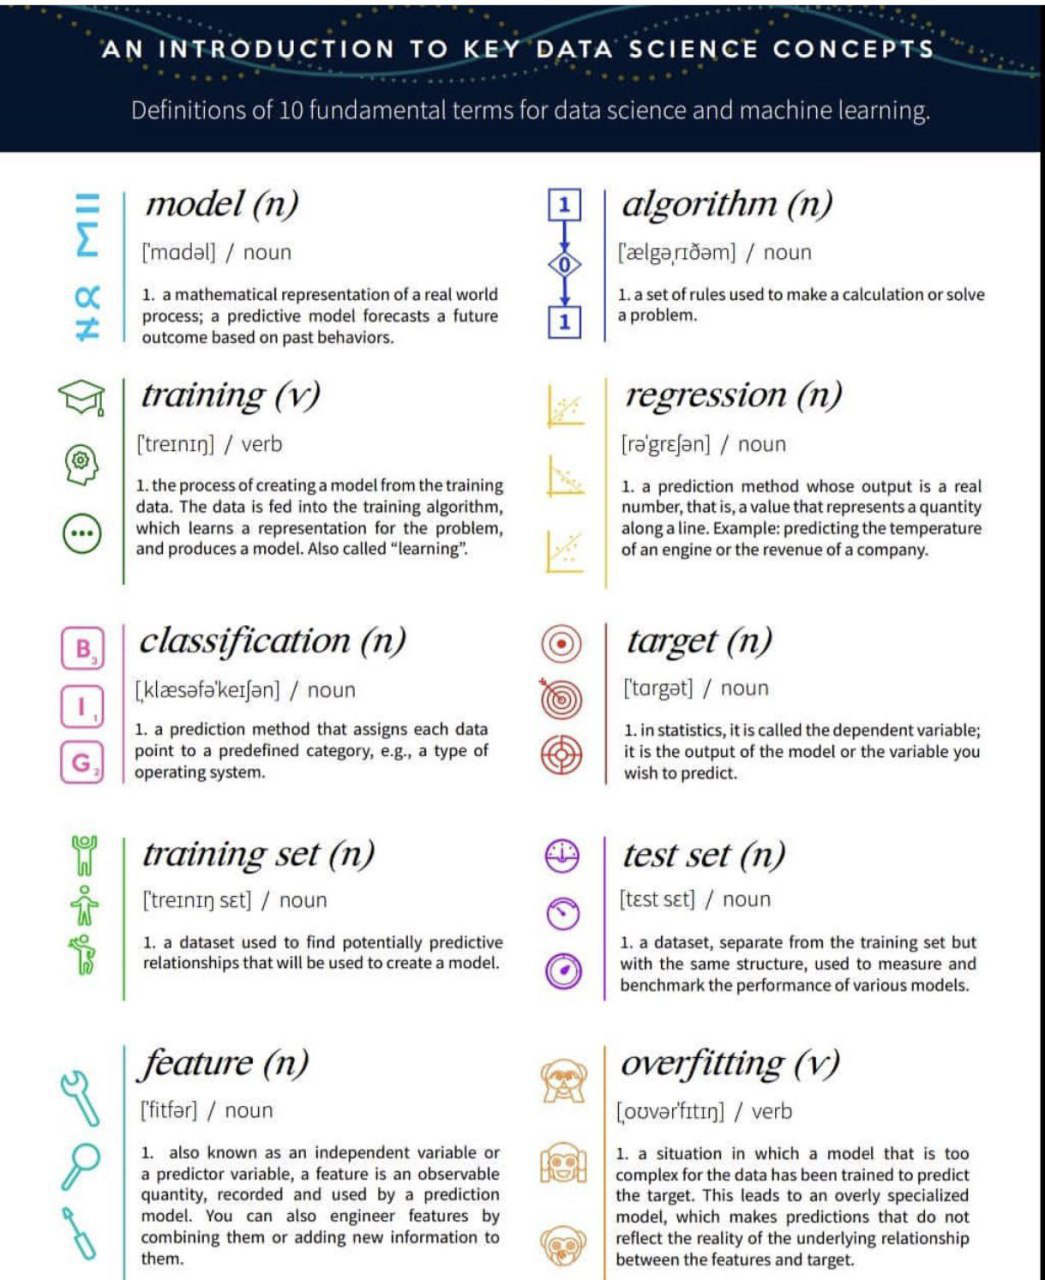 AN INTRODUCTION TO KEY DATA SCIENCE CONCEPTS
Definitions of 10 fundamental terms for data science and machine learning.
model (n)
['mɑdəl] / noun
1. a mathematical representation of a real world
process; a predictive model forecasts a future
outcome based on past behaviors.
1
0
1
algorithm (n)
['ælgəˌrɪðəm] / noun
1. a set of rules used to make a calculation or solve
a problem.
training (v)
['treɪnɪŋ] / verb
1. the process of creating a model from the training
data. The data is fed into the training algorithm,
which learns a representation for the problem,
and produces a model. Also called “learning”.
regression (n)
[rə'grɛʃən] / noun
1. a prediction method whose output is a real
number, that is, a value that represents a quantity
along a line. Example: predicting the temperature
of an engine or the revenue of a company.
B3
I1
G2
classification (n)
[ˌklæsəfə'keɪʃən] / noun
1. a prediction method that assigns each data
point to a predefined category, e.g., a type of
operating system.
target (n)
['tɑrgət] / noun
1. in statistics, it is called the dependent variable;
it is the output of the model or the variable you
wish to predict.
training set (n)
['treɪnɪŋ sɛt] / noun
1. a dataset used to find potentially predictive
relationships that will be used to create a model.
test set (n)
[tɛst sɛt] / noun
1. a dataset, separate from the training set but
with the same structure, used to measure and
benchmark the performance of various models.
feature (n)
['fitfər] / noun
1. also known as an independent variable or
a predictor variable, a feature is an observable
quantity, recorded and used by a prediction
model. You can also engineer features by
combining them or adding new information to
them.
overfitting (v)
[ˌoʊvər'fɪtɪŋ] / verb
1. a situation in which a model that is too
complex for the data has been trained to predict
the target. This leads to an overly specialized
model, which makes predictions that do not
reflect the reality of the underlying relationship
between the features and target.